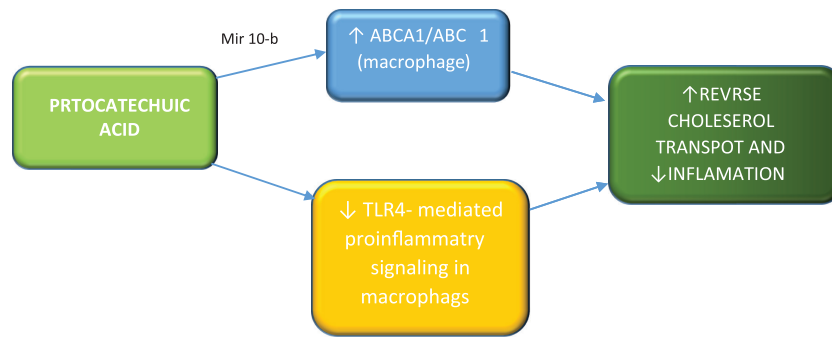 Mir 10-b
↑ ABCA1/ABC 1
(macrophage)
PRTOCATECHUIC
ACID
↑REVRSE
CHOLESEROL
TRANSPOT AND
↓INFLAMATION
↓ TLR4- mediated
proinflammatry
signaling in
macrophags